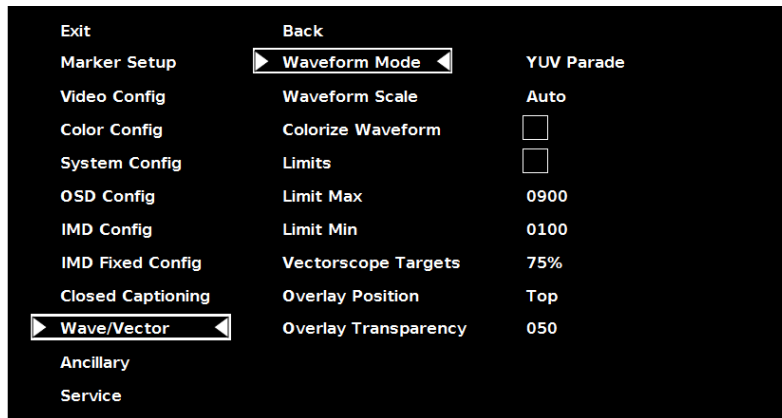 Exit Back
Marker Setup Waveform Mode YUV Parade
Video Config Waveform Scale Auto
Color Config Colorize Waveform
System Config Limits
OSD Config Limit Max 0900
IMD Config Limit Min 0100
IMD Fixed Config Vectorscope Targets 75%
Closed Captioning Overlay Position Top
Wave/Vector Overlay Transparency 050
Ancillary
Service